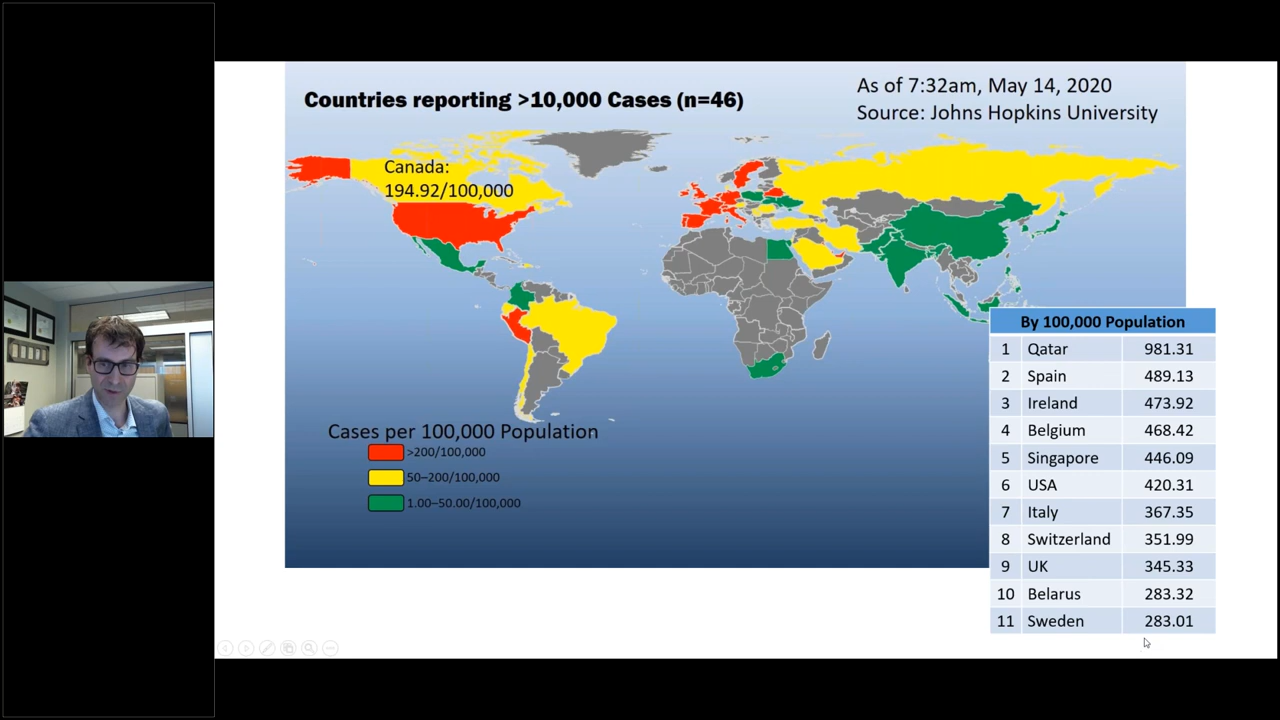 Countries reporting >10,000 Cases (n=46)
As of 7:32am, May 14, 2020
Source: Johns Hopkins University
Canada:
194.92/100,000
Cases per 100,000 Population
>200/100,000
50–200/100,000
1.00–50.00/100,000
By 100,000 Population
1 Qatar 981.31
2 Spain 489.13
3 Ireland 473.92
4 Belgium 468.42
5 Singapore 446.09
6 USA 420.31
7 Italy 367.35
8 Switzerland 351.99
9 UK 345.33
10 Belarus 283.32
11 Sweden 283.01